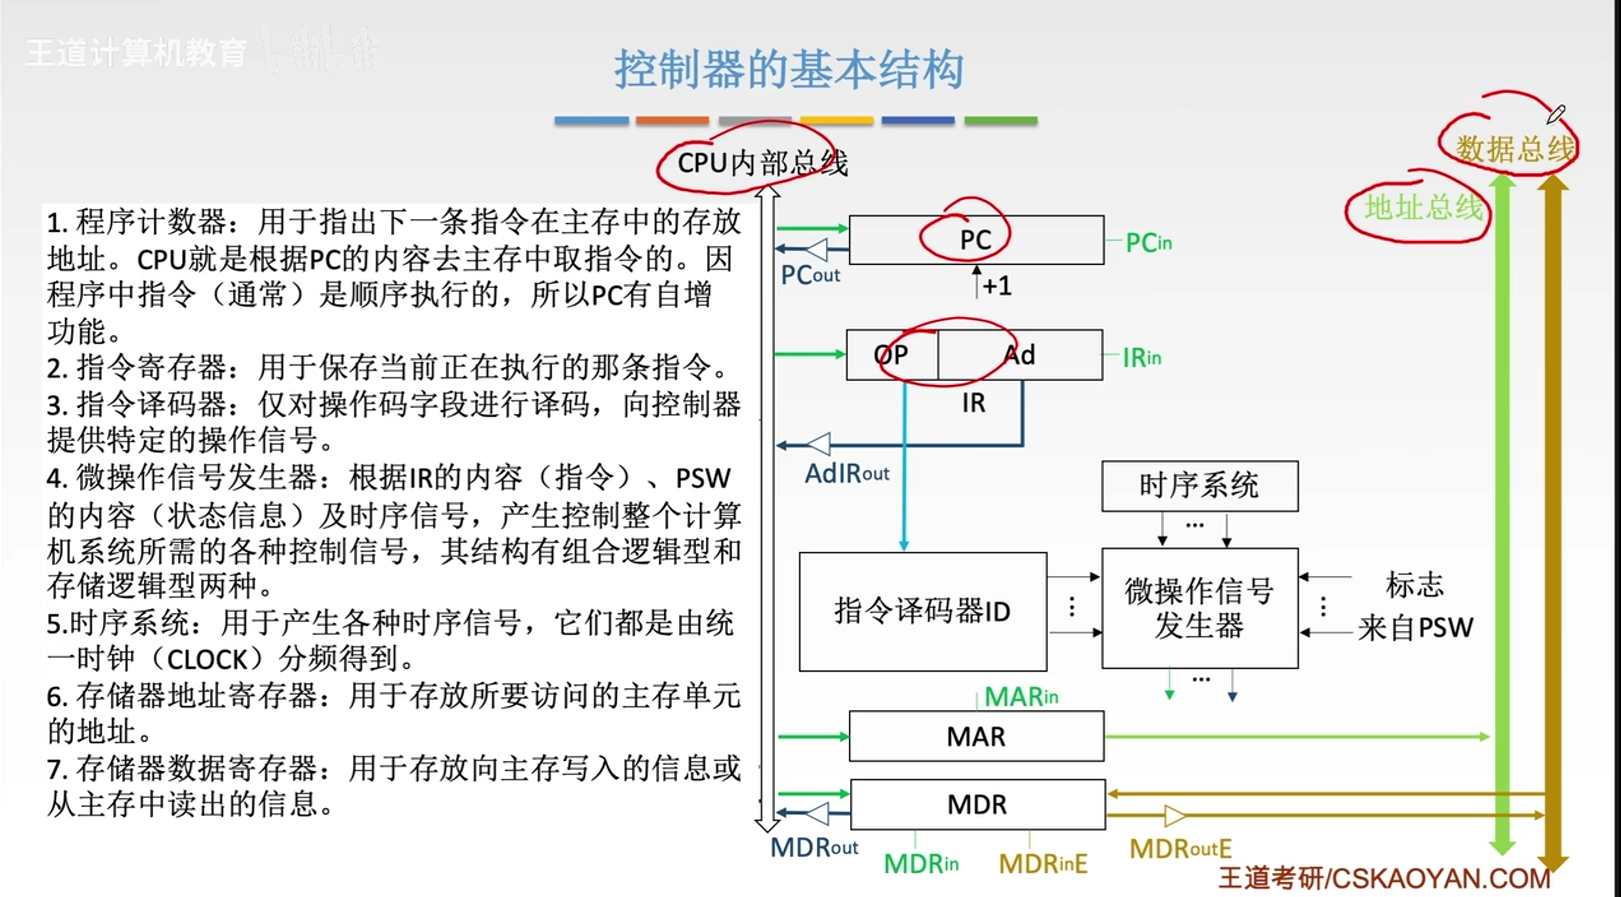 王道计算机教育
控制器的基本结构
CPU内部总线
数据总线
地址总线
1. 程序计数器：用于指出下一条指令在主存中的存放
地址。CPU就是根据PC的内容去主存中取指令的。因
程序中指令（通常）是顺序执行的，所以PC有自增
功能。
2. 指令寄存器：用于保存当前正在执行的那条指令。
3. 指令译码器：仅对操作码字段进行译码，向控制器
提供特定的操作信号。
4. 微操作信号发生器：根据IR的内容（指令）、PSW
的内容（状态信息）及时序信号，产生控制整个计算
机系统所需的各种控制信号，其结构有组合逻辑型和
存储逻辑型两种。
5.时序系统：用于产生各种时序信号，它们都是由统
一时钟（CLOCK）分频得到。
6. 存储器地址寄存器：用于存放所要访问的主存单元
的地址。
7. 存储器数据寄存器：用于存放向主存写入的信息或
从主存中读出的信息。
PC
PCin
PCout
+1
OP
Ad
IRin
IR
AdIRout
时序系统
...
指令译码器ID
...
微操作信号
发生器
...
标志
来自PSW
...
MARin
MAR
MDR
MDRout
MDRin
MDRinE
MDRoutE
王道考研/CSKAOYAN.COM